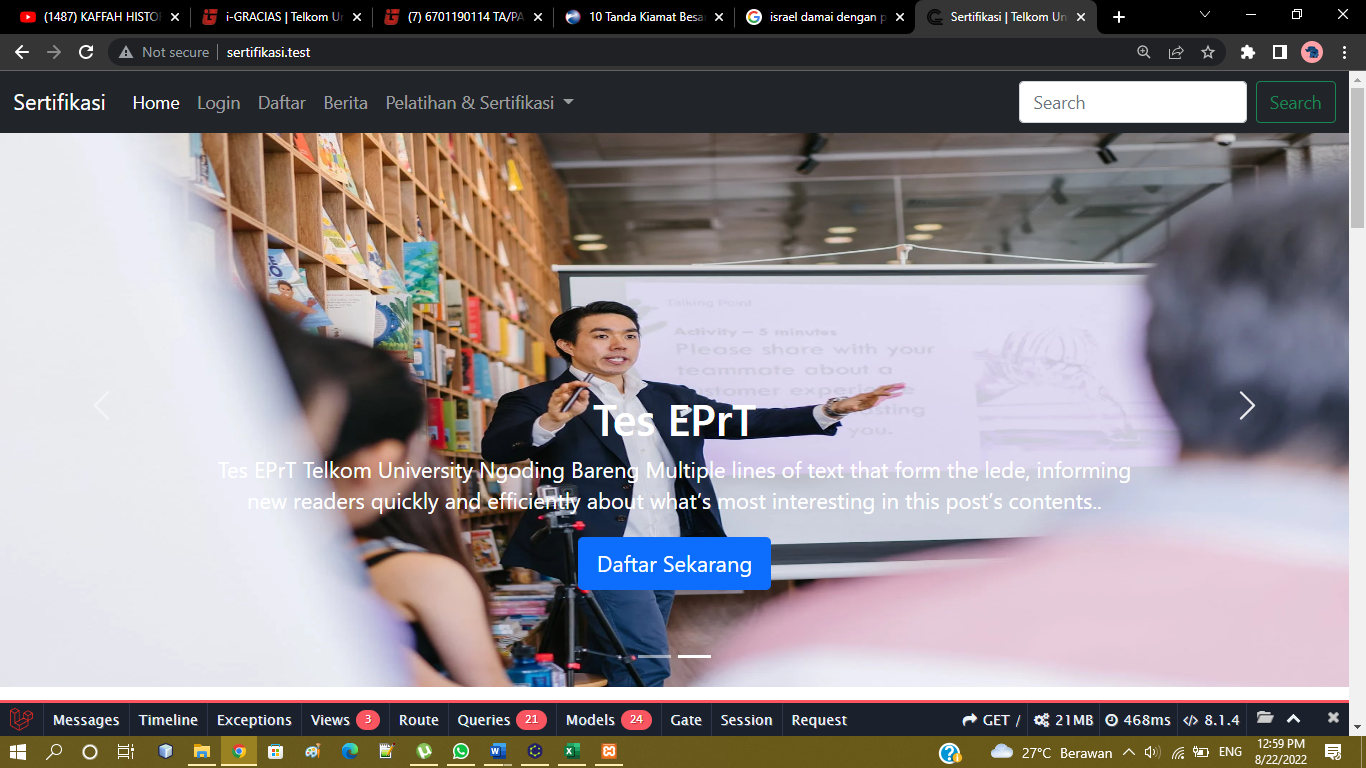 (1487) KAFFAH HISTOR
i-GRACIAS | Telkom Un
(7) 6701190114 TA/PA
10 Tanda Kiamat Besa
israel damai dengan p
Sertifikasi | Telkom Un
Not secure
sertifikasi.test
Sertifikasi
Home
Login
Daftar
Berita
Pelatihan & Sertifikasi
Search
Search
Talking Point
Activity – 5 minutes
Please share with your
teammate about a
customer experience
you.
Tes EPrT
Tes EPrT Telkom University Ngoding Bareng Multiple lines of text that form the lede, informing
new readers quickly and efficiently about what's most interesting in this post's contents..
Daftar Sekarang
Messages
Timeline
Exceptions
Views 3
Route
Queries 21
Models 24
Gate
Session
Request
GET /
21MB
468ms
8.1.4
27°C Berawan
ENG
12:59 PM
8/22/2022